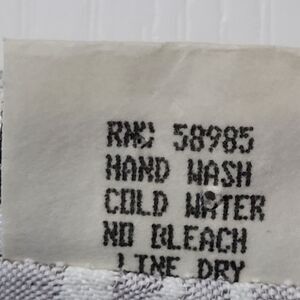 RN# 58985
HAND WASH
COLD WATER
NO BLEACH
LINE DRY